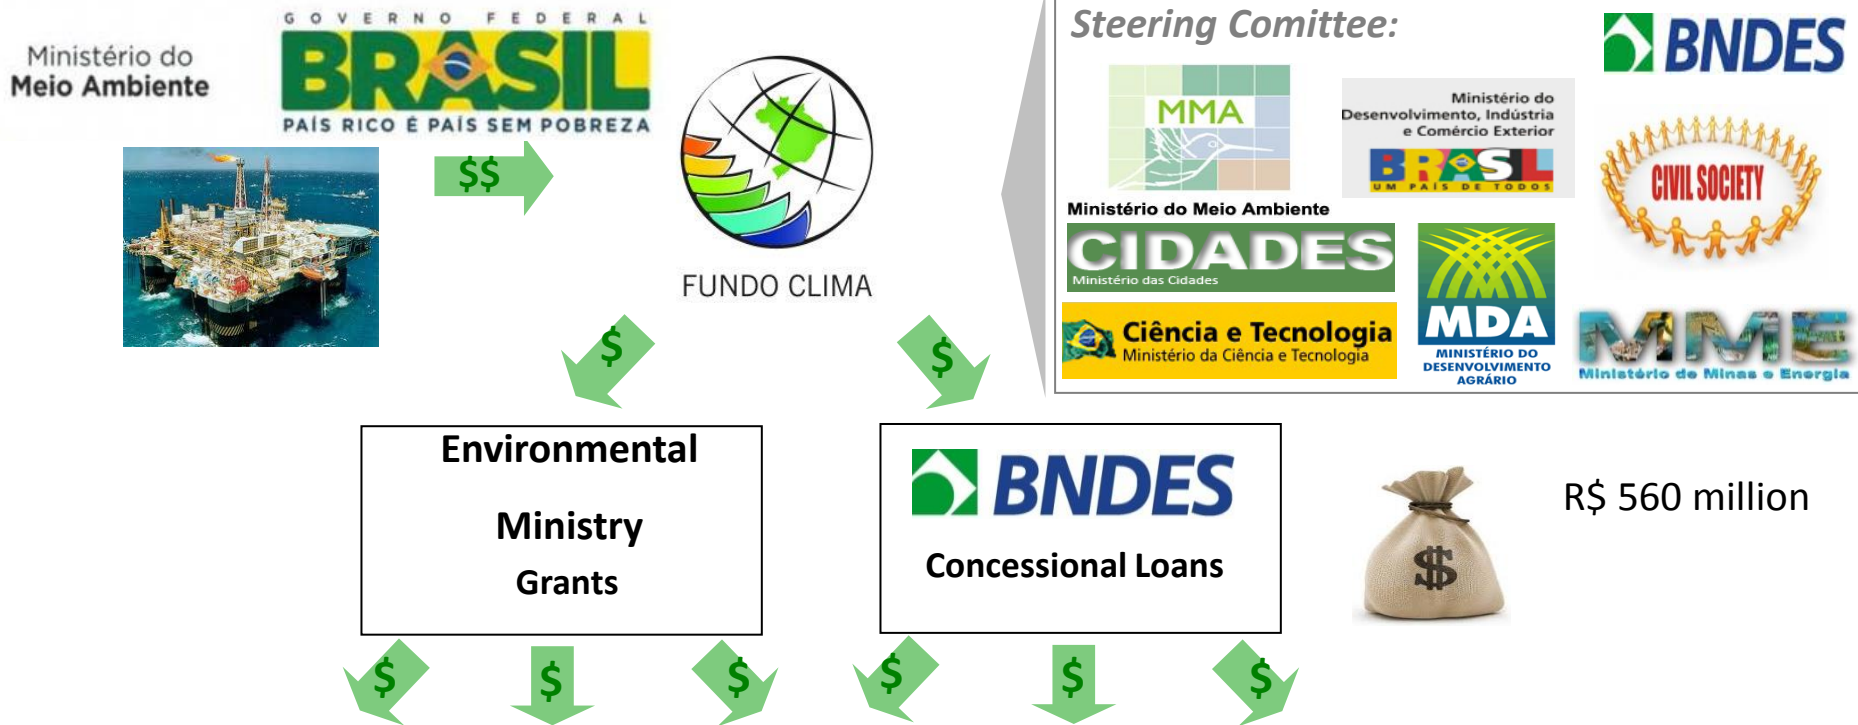 Ministério do
Meio Ambiente
GOVERNO FEDERAL
BRASIL
PAÍS RICO É PAÍS SEM POBREZA
$$
FUNDO CLIMA
Steering Comittee:
BNDES
MMA
Ministério do Meio Ambiente
Ministério do
Desenvolvimento, Indústria
e Comércio Exterior
BRASIL
UM PAÍS DE TODOS
CIVIL SOCIETY
CIDADES
Ministério das Cidades
MDA
MINISTÉRIO DO
DESENVOLVIMENTO
AGRÁRIO
Ciência e Tecnologia
Ministério da Ciência e Tecnologia
MME
Ministério de Minas e Energia
$
$
Environmental
Ministry
Grants
BNDES
Concessional Loans
$
R$ 560 million
$
$
$
$
$
$